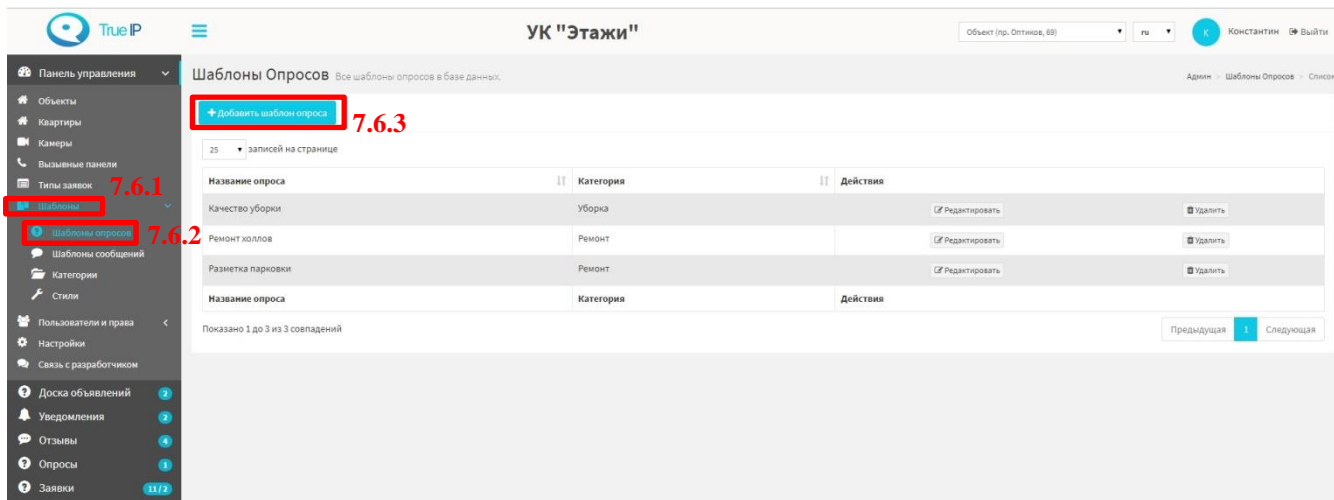 True IP
УК "Этажи"
Объект (пр. Оптиков, 69)
ru
К
Константин
Выйти
Панель управления
Шаблоны Опросов Все шаблоны опросов в базе данных.
Админ > Шаблоны Опросов > Список
Объекты
+Добавить шаблон опроса
7.6.3
Квартиры
Камеры
25 записей на странице
Вызывные панели
Типы заявок
7.6.1
Название опроса Категория Действия
Шаблоны
Качество уборки Уборка Редактировать Удалить
Шаблоны опросов
7.6.2
Ремонт холлов Ремонт Редактировать Удалить
Шаблоны сообщений
Категории
Разметка парковки Ремонт Редактировать Удалить
Стили
Название опроса Категория Действия
Пользователи и права
Показано 1 до 3 из 3 совпадений
Предыдущая 1 Следующая
Настройки
Связь с разработчиком
Доска объявлений 2
Уведомления 2
Отзывы 4
Опросы 1
Заявки 11/2